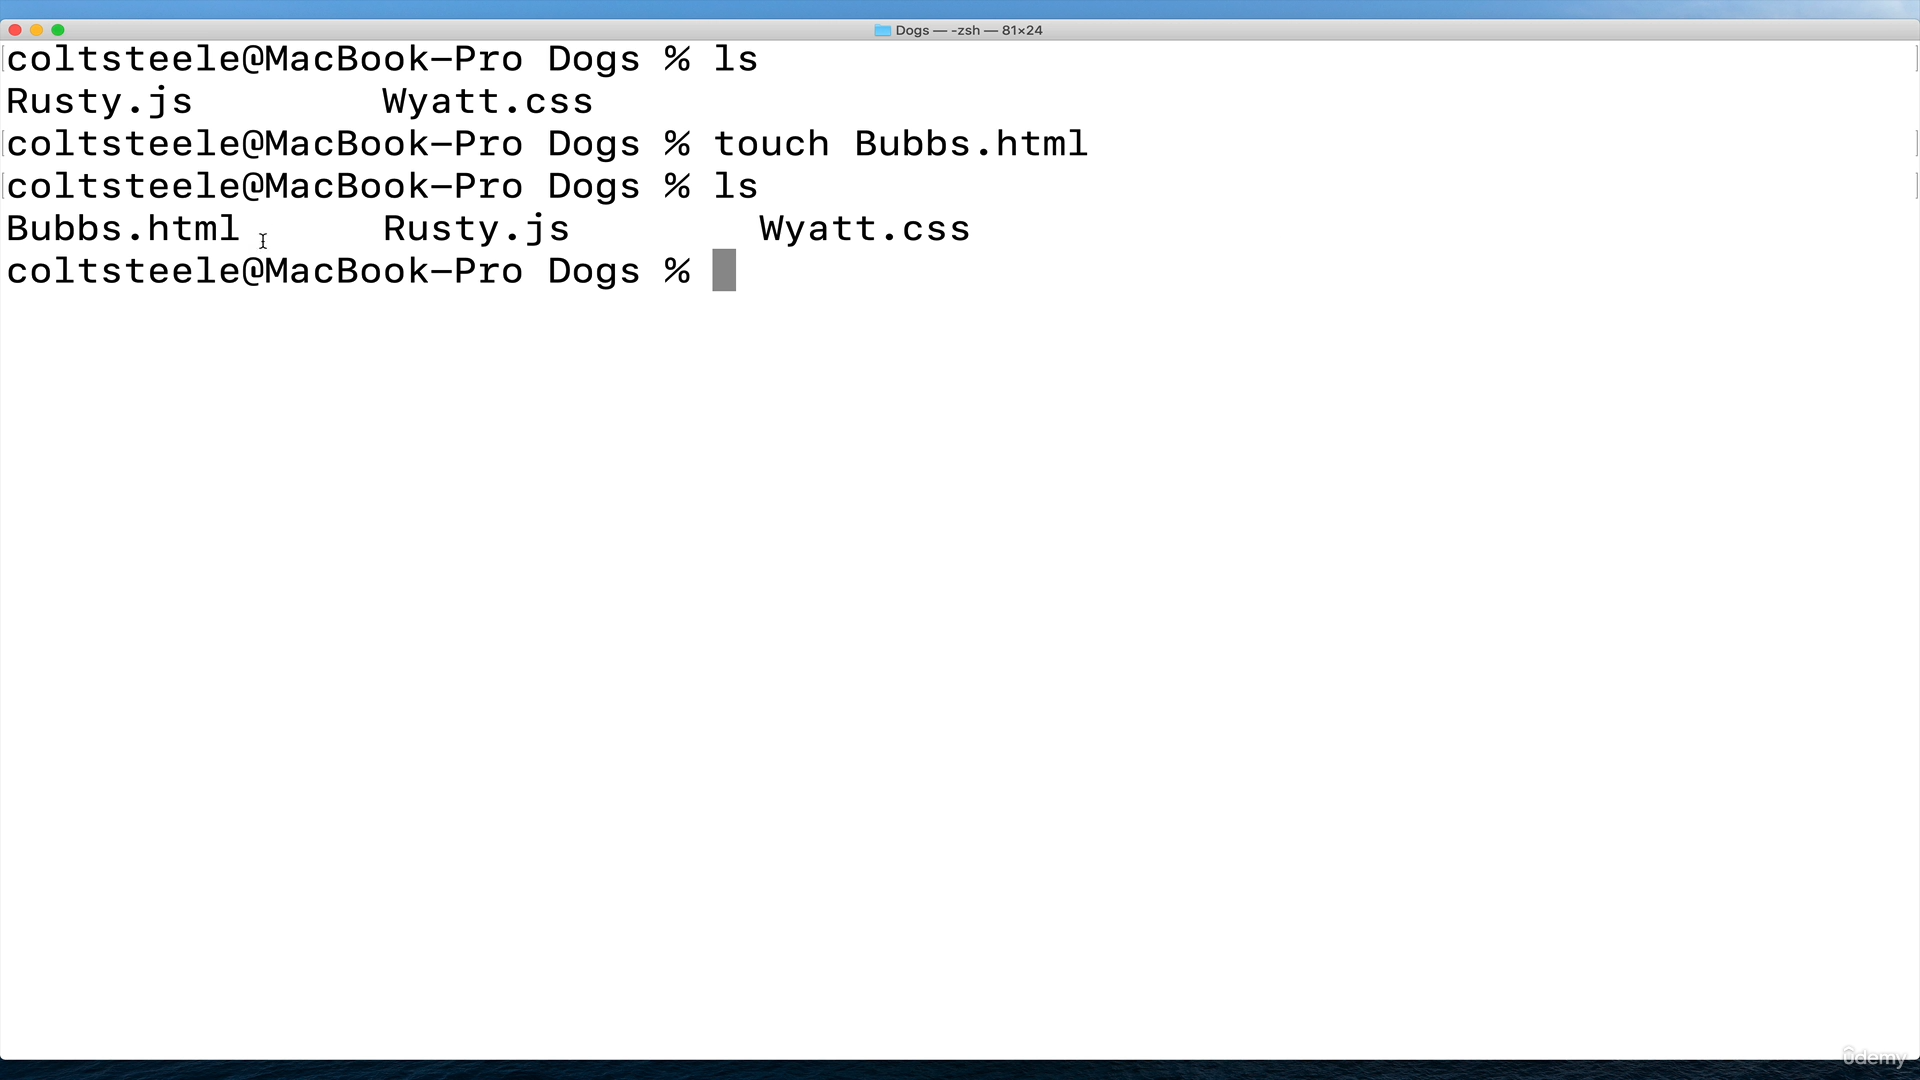 Dogs — -zsh — 81×24
coltsteele@MacBook-Pro Dogs % ls
Rusty.js        Wyatt.css
coltsteele@MacBook-Pro Dogs % touch Bubbs.html
coltsteele@MacBook-Pro Dogs % ls
Bubbs.html      Rusty.js        Wyatt.css
coltsteele@MacBook-Pro Dogs %
Udemy